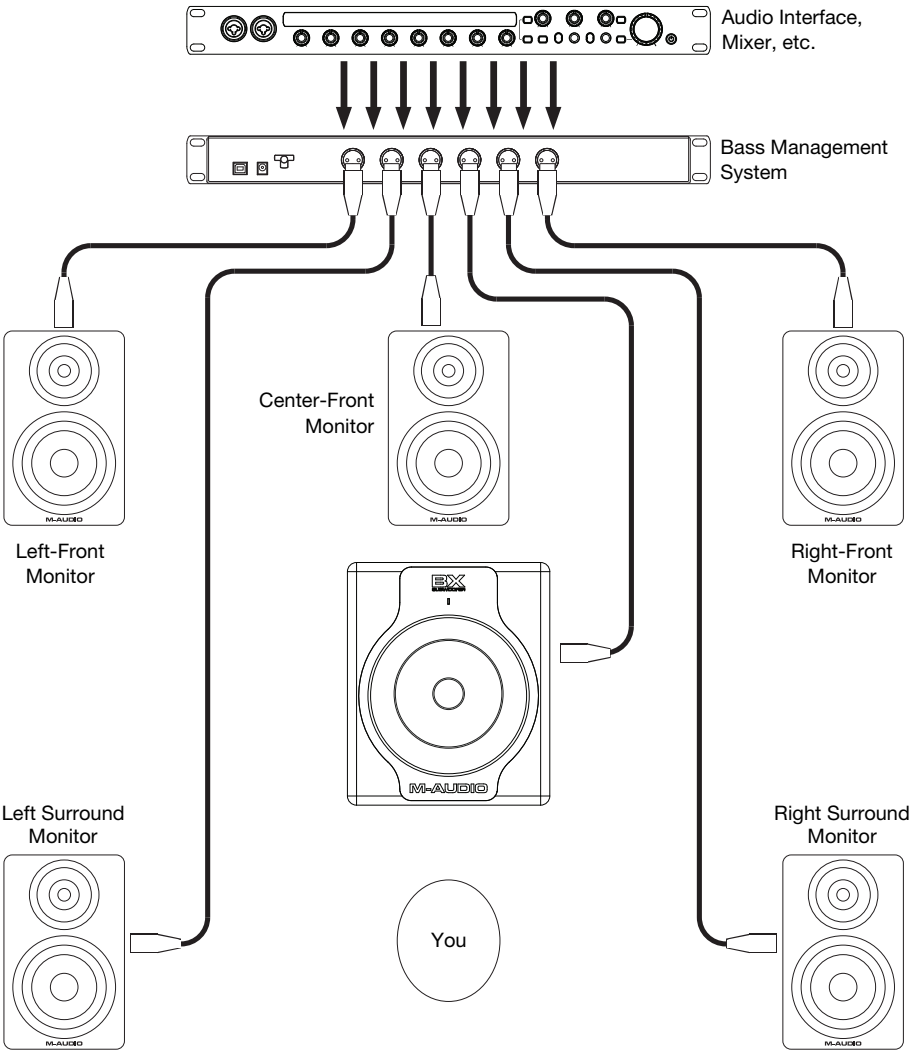 Audio Interface,
Mixer, etc.
Bass Management
System
Center-Front
Monitor
M-AUDIO
M-AUDIO
M-AUDIO
Left-Front
Monitor
Right-Front
Monitor
BX
SUBWOOFER
M-AUDIO
Left Surround
Monitor
Right Surround
Monitor
You
M-AUDIO
M-AUDIO